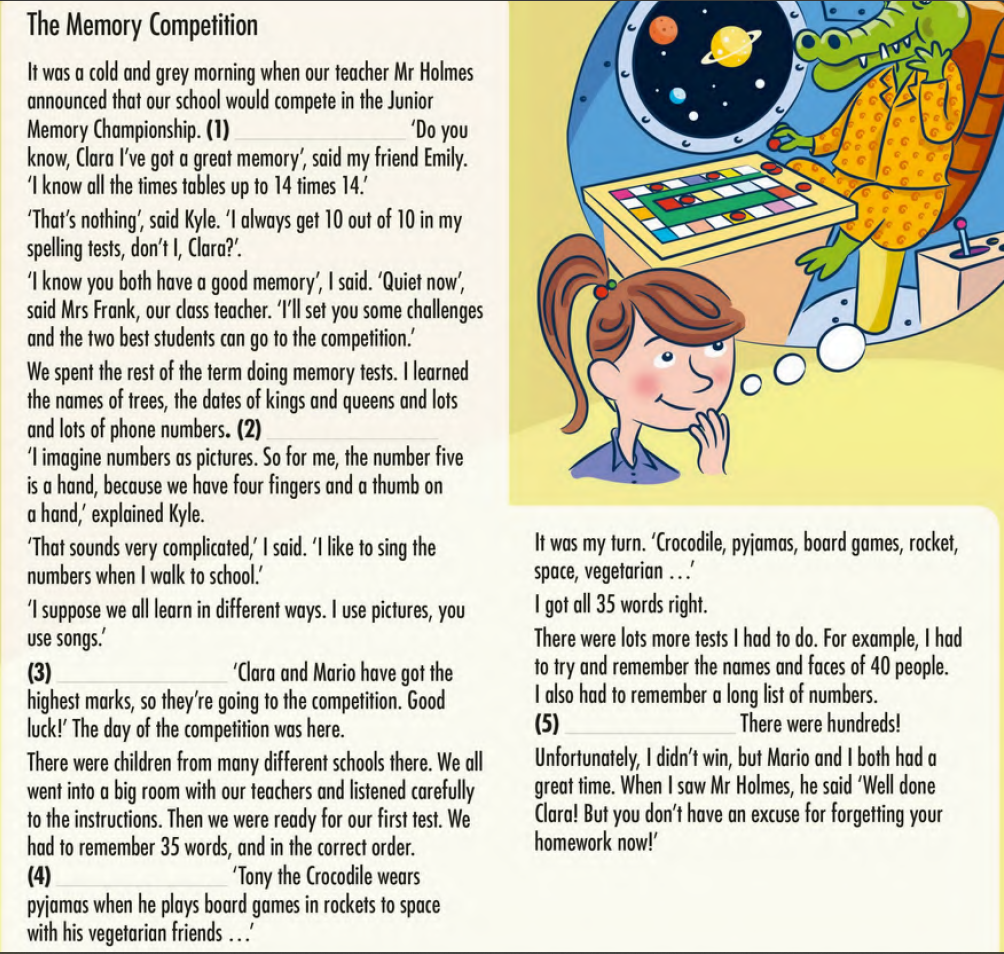 The Memory Competition
It was a cold and grey morning when our teacher Mr Holmes
announced that our school would compete in the Junior
Memory Championship. (1) ____________ ‘Do you
know, Clara I’ve got a great memory’, said my friend Emily.
‘I know all the times tables up to 14 times 14.’
‘That’s nothing’, said Kyle. ‘I always get 10 out of 10 in my
spelling tests, don’t I, Clara?’.
‘I know you both have a good memory’, I said. ‘Quiet now’,
said Mrs Frank, our class teacher. ‘I’ll set you some challenges
and the two best students can go to the competition.’
We spent the rest of the term doing memory tests. I learned
the names of trees, the dates of kings and queens and lots
and lots of phone numbers. (2) ____________
‘I imagine numbers as pictures. So for me, the number five
is a hand, because we have four fingers and a thumb on
a hand,’ explained Kyle.
‘That sounds very complicated,’ I said. ‘I like to sing the
numbers when I walk to school.’
‘I suppose we all learn in different ways. I use pictures, you
use songs.’
(3) ____________ ‘Clara and Mario have got the
highest marks, so they’re going to the competition. Good
luck!’ The day of the competition was here.
There were children from many different schools there. We all
went into a big room with our teachers and listened carefully
to the instructions. Then we were ready for our first test. We
had to remember 35 words, and in the correct order.
(4) ____________ ‘Tony the Crocodile wears
pyjamas when he plays board games in rockets to space
with his vegetarian friends …’
It was my turn. ‘Crocodile, pyjamas, board games, rocket,
space, vegetarian …’
I got all 35 words right.
There were lots more tests I had to do. For example, I had
to try and remember the names and faces of 40 people.
I also had to remember a long list of numbers.
(5) ____________ There were hundreds!
Unfortunately, I didn’t win, but Mario and I both had a
great time. When I saw Mr Holmes, he said ‘Well done
Clara! But you don’t have an excuse for forgetting your
homework now!’